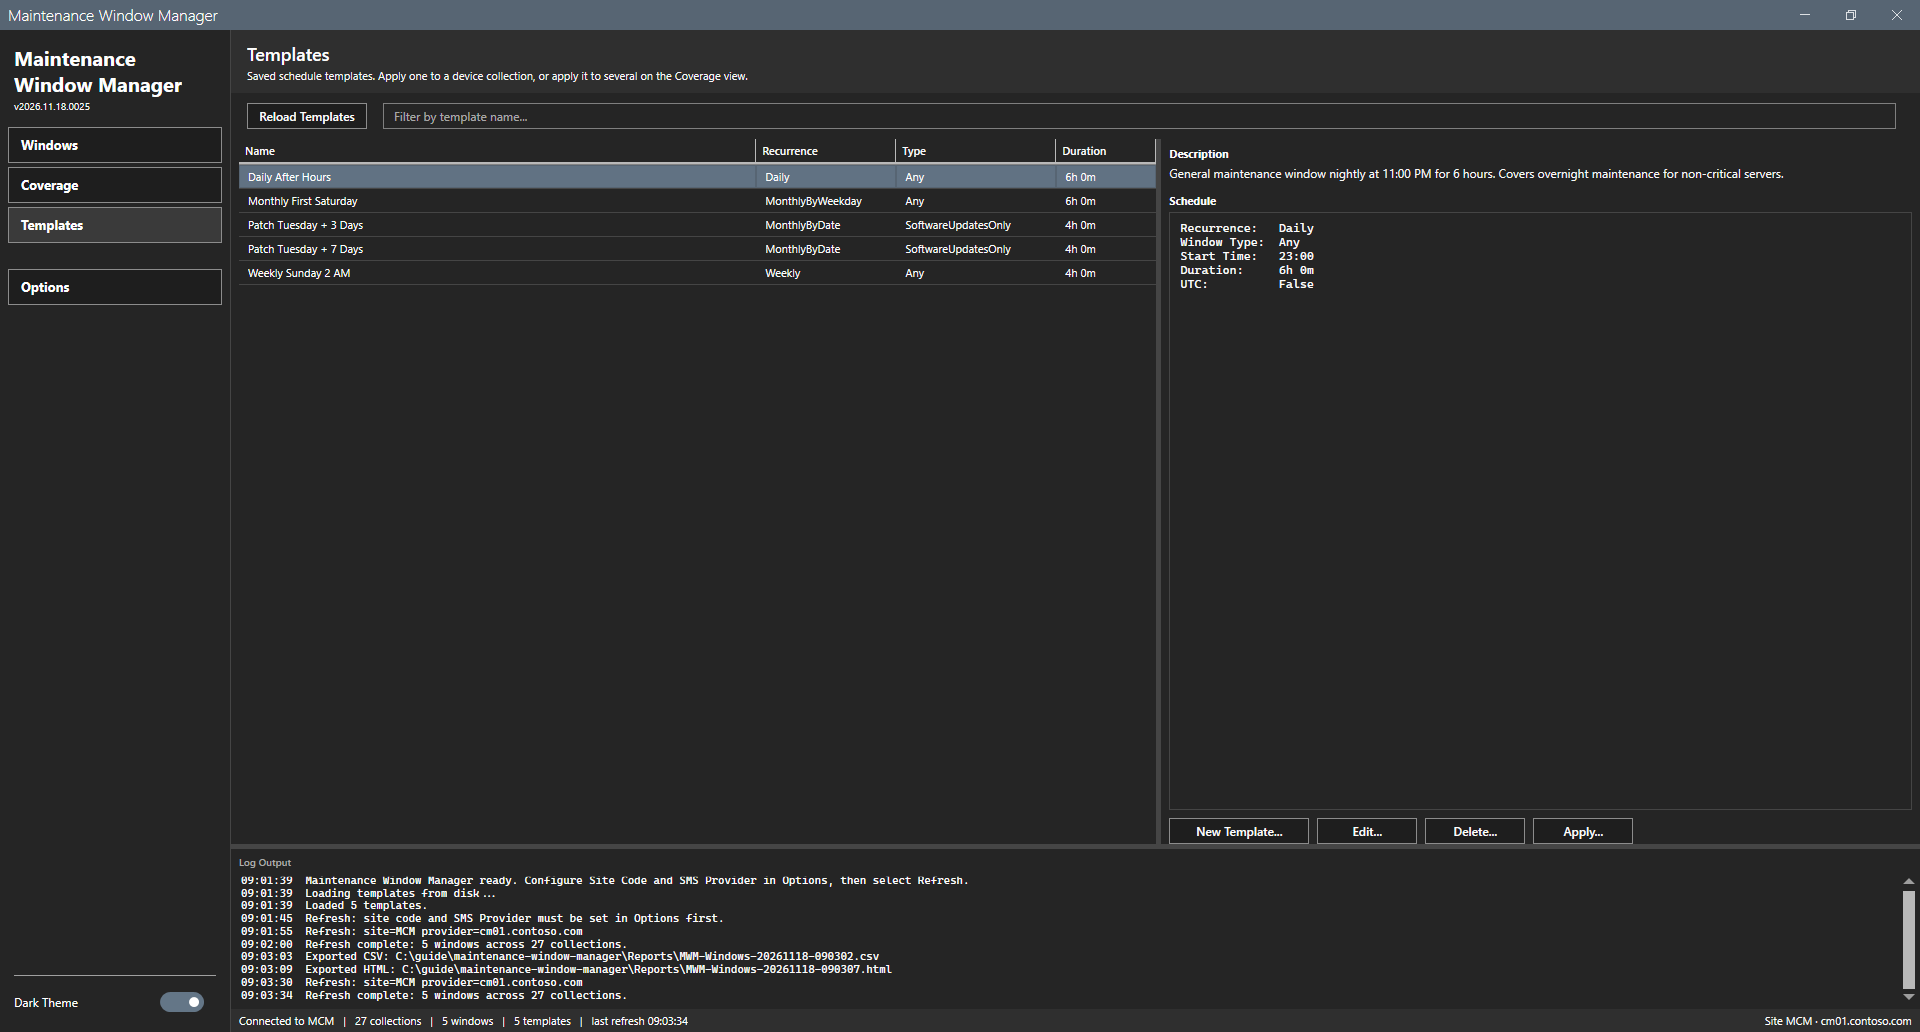 Maintenance Window Manager
Maintenance
Window Manager
v2026.11.18.0025
Windows
Coverage
Templates
Options
Dark Theme
Templates
Saved schedule templates. Apply one to a device collection, or apply it to several on the Coverage view.
Reload Templates
Filter by template name...
Name Recurrence Type Duration
Daily After Hours Daily Any 6h 0m
Monthly First Saturday MonthlyByWeekday Any 6h 0m
Patch Tuesday + 3 Days MonthlyByDate SoftwareUpdatesOnly 4h 0m
Patch Tuesday + 7 Days MonthlyByDate SoftwareUpdatesOnly 4h 0m
Weekly Sunday 2 AM Weekly Any 4h 0m
Description
General maintenance window nightly at 11:00 PM for 6 hours. Covers overnight maintenance for non-critical servers.
Schedule
Recurrence: Daily
Window Type: Any
Start Time: 23:00
Duration: 6h 0m
UTC: False
New Template... Edit... Delete... Apply...
Log Output
09:01:39 Maintenance Window Manager ready. Configure Site Code and SMS Provider in Options, then select Refresh.
09:01:39 Loading templates from disk...
09:01:39 Loaded 5 templates.
09:01:45 Refresh: site code and SMS Provider must be set in Options first.
09:01:55 Refresh: site=MCM provider=cm01.contoso.com
09:02:00 Refresh complete: 5 windows across 27 collections.
09:03:03 Exported CSV: C:\guide\maintenance-window-manager\Reports\MWM-Windows-20261118-090302.csv
09:03:09 Exported HTML: C:\guide\maintenance-window-manager\Reports\MWM-Windows-20261118-090307.html
09:03:30 Refresh: site=MCM provider=cm01.contoso.com
09:03:34 Refresh complete: 5 windows across 27 collections.
Connected to MCM | 27 collections | 5 windows | 5 templates | last refresh 09:03:34
Site MCM · cm01.contoso.com